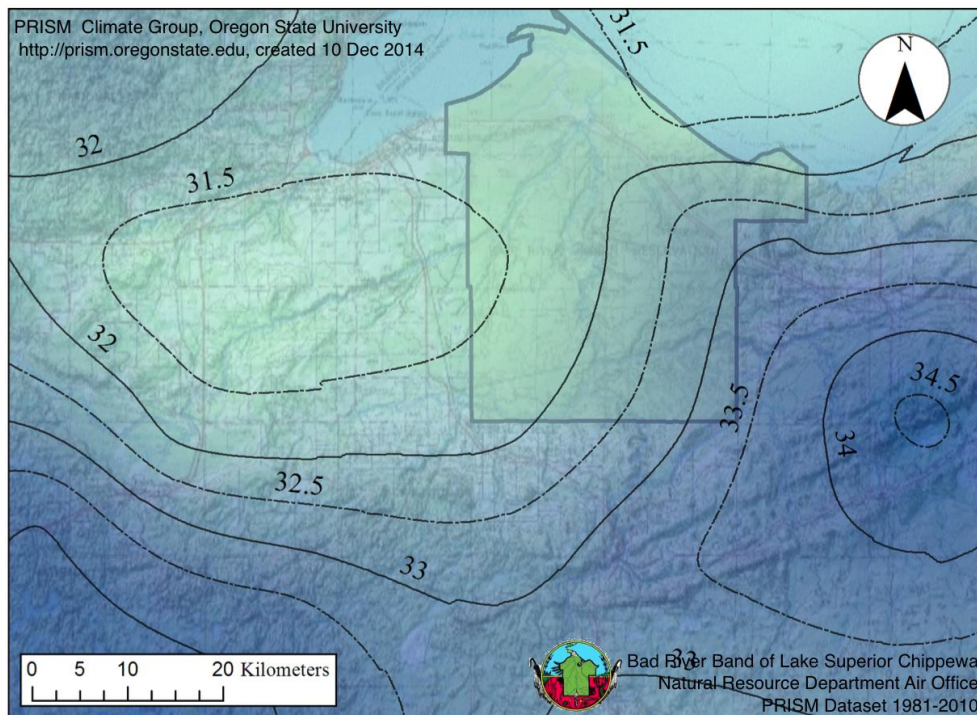 PRISM Climate Group, Oregon State University
http://prism.oregonstate.edu, created 10 Dec 2014
N
31.5
32
31.5
32
34.5
33.5
34
32.5
33
33
0 5 10 20 Kilometers
Bad River Band of Lake Superior Chippewa
Natural Resource Department Air Office
PRISM Dataset 1981-2010